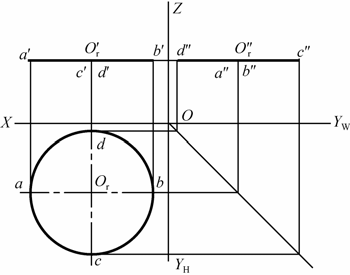 Z
a′ O′r b′ d″ O″r c″
c′ d′ a″ b″
X O YW
d
a Or b
c YH